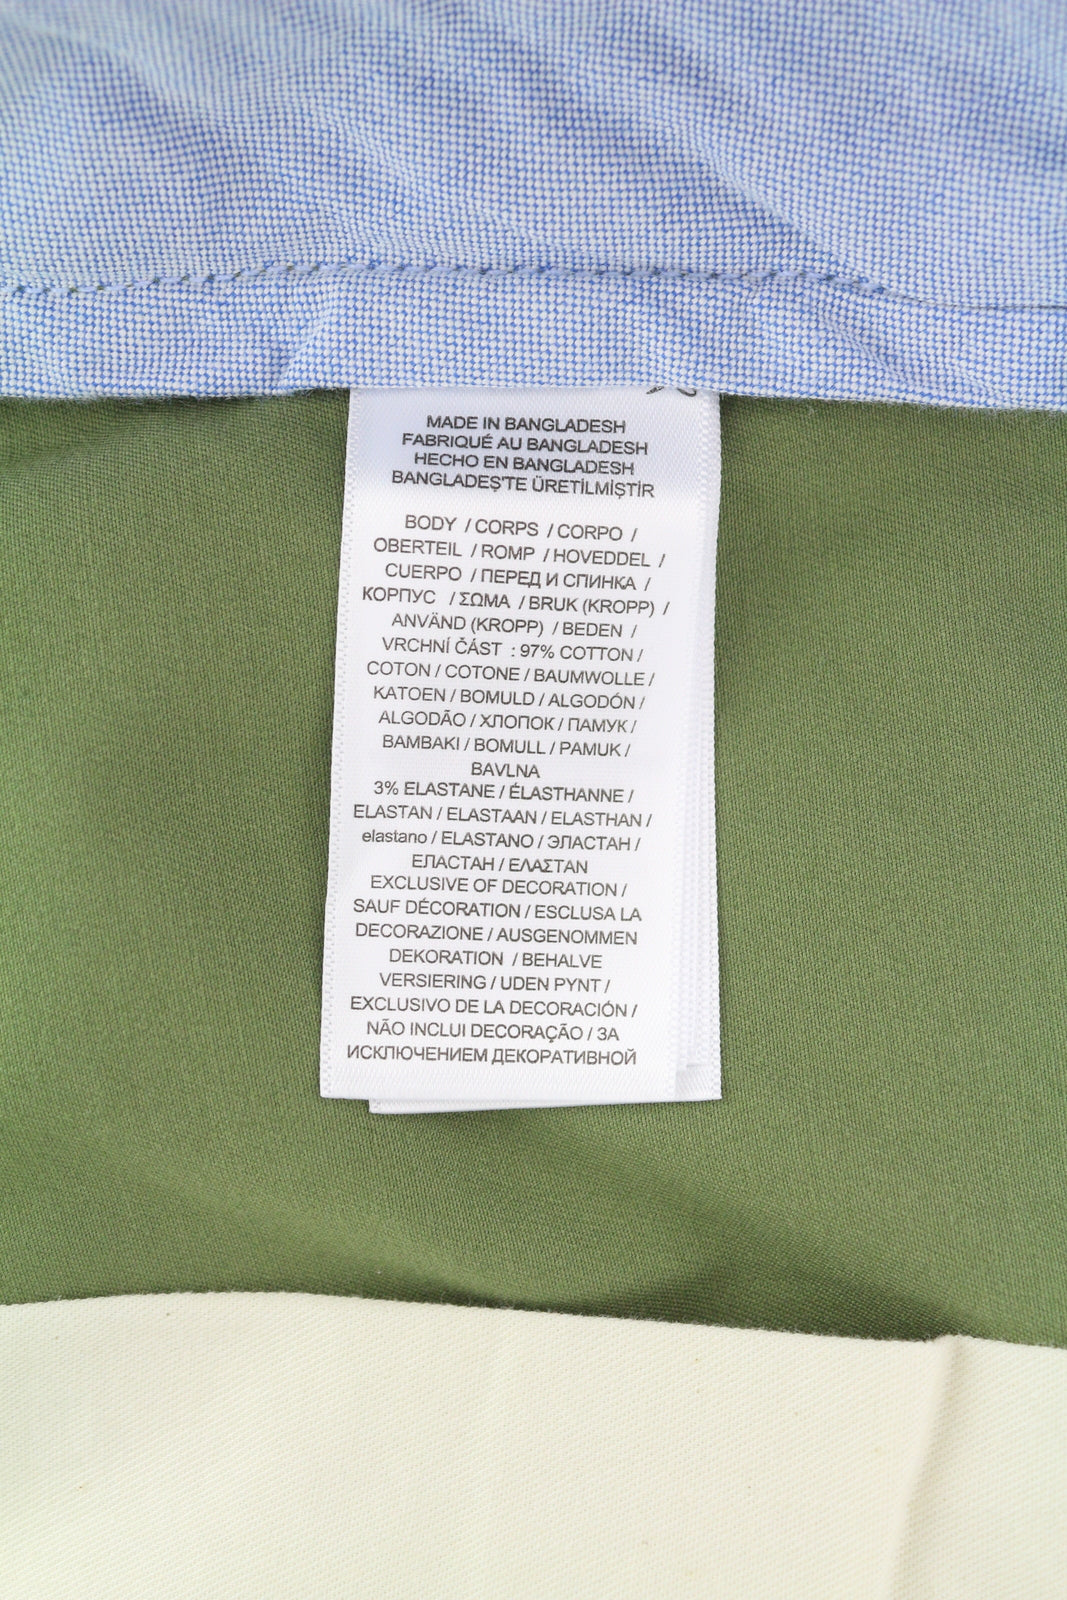 MADE IN BANGLADESH
FABRIQUÉ AU BANGLADESH
HECHO EN BANGLADESH
BANGLADEŞ'TE ÜRETİLMİŞTİR
BODY / CORPS / CORPO /
OBERTEIL / ROMP / HOVEDDEL /
CUERPO / ПЕРЕД И СПИНКА /
КОРПУС / ΣΩΜΑ / BRUK (KROPP) /
ANVÄND (KROPP) / BEDEN /
VRCHNÍ ČÁST : 97% COTTON /
COTON / COTONE / BAUMWOLLE /
KATOEN / BOMULD / ALGODÓN /
ALGODÃO / ХЛОПОК / ПАМУК /
BAMBAKI / BOMULL / PAMUK /
BAVLNA
3% ELASTANE / ÉLASTHANNE /
ELASTAN / ELASTAAN / ELASTHAN /
elastano / ELASTANO / ЭЛАСТАН /
ЕЛАСТАН / ΕΛΑΣΤΑΝ
EXCLUSIVE OF DECORATION /
SAUF DÉCORATION / ESCLUSA LA
DECORAZIONE / AUSGENOMMEN
DEKORATION / BEHALVE
VERSIERING / UDEN PYNT /
EXCLUSIVO DE LA DECORACIÓN /
NÃO INCLUI DECORAÇÃO / ЗА
ИСКЛЮЧЕНИЕМ ДЕКОРАТИВНОЙ